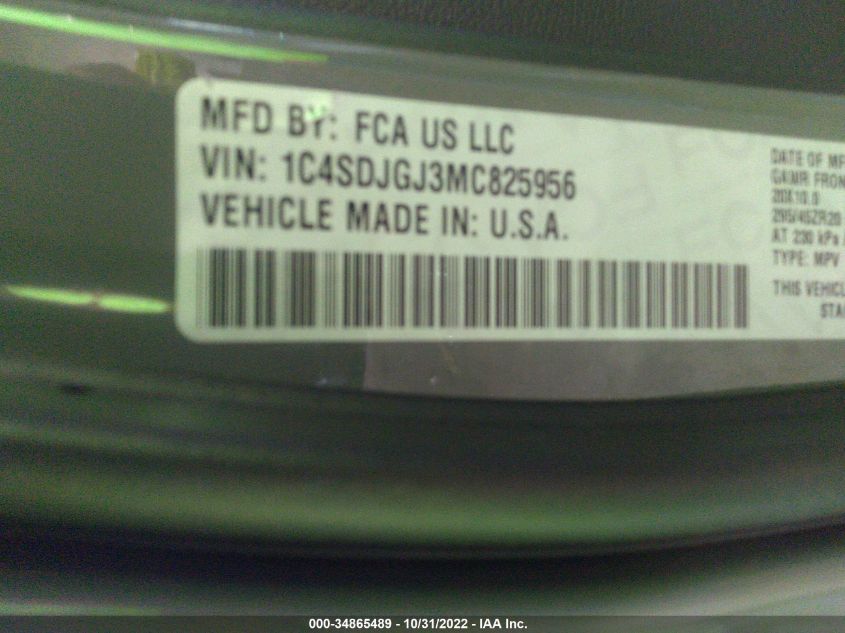 MFD BY: FCA US LLC
VIN: 1C4SDJGJ3MC825956
VEHICLE MADE IN: U.S.A.
DATE OF MF
GAWR FRON
20X10.0
295/45ZR20
AT 230 kPa
TYPE: MPV
THIS VEHICL
STA
000-34865489 - 10/31/2022 - IAA Inc.